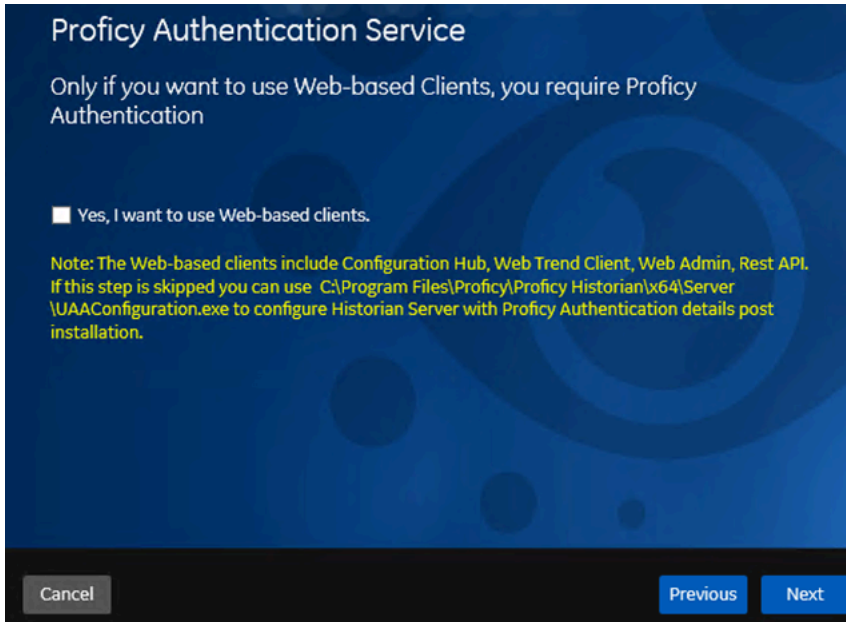 Proficy Authentication Service
Only if you want to use Web-based Clients, you require Proficy
Authentication
Yes, I want to use Web-based clients.
Note: The Web-based clients include Configuration Hub, Web Trend Client, Web Admin, Rest API.
If this step is skipped you can use C:\Program Files\Proficy\Proficy Historian\x64\Server
\UAAConfiguration.exe to configure Historian Server with Proficy Authentication details post
installation.
Cancel
Previous
Next